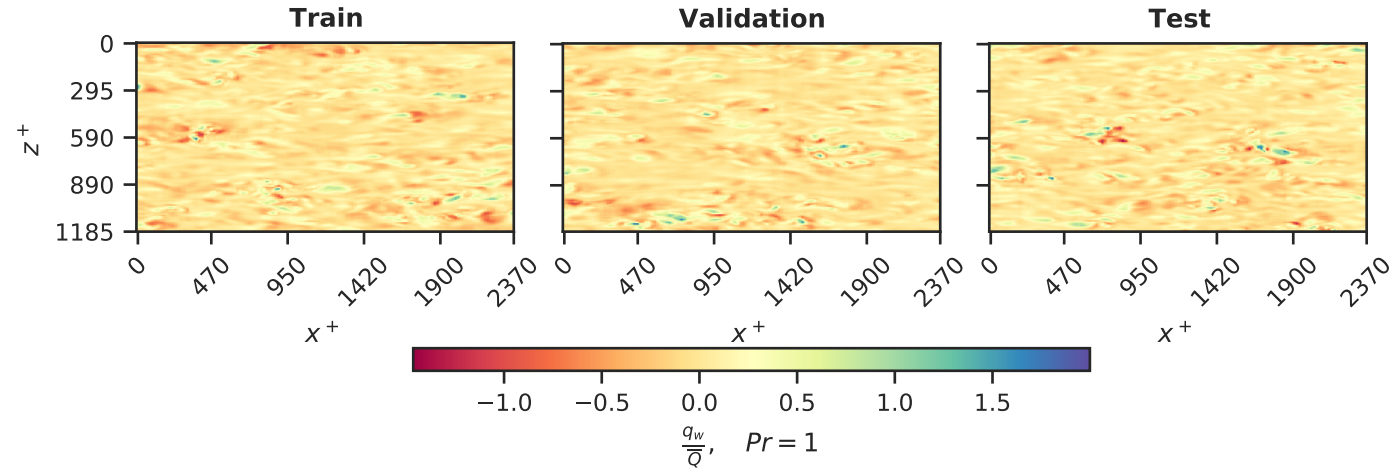 Train Validation Test
0
295
590
890
1185
z⁺
0 470 950 1420 1900 2370 0 470 950 1420 1900 2370 0 470 950 1420 1900 2370
x⁺ x⁺ x⁺
−1.0 −0.5 0.0 0.5 1.0 1.5
q_w/Q̅, Pr = 1